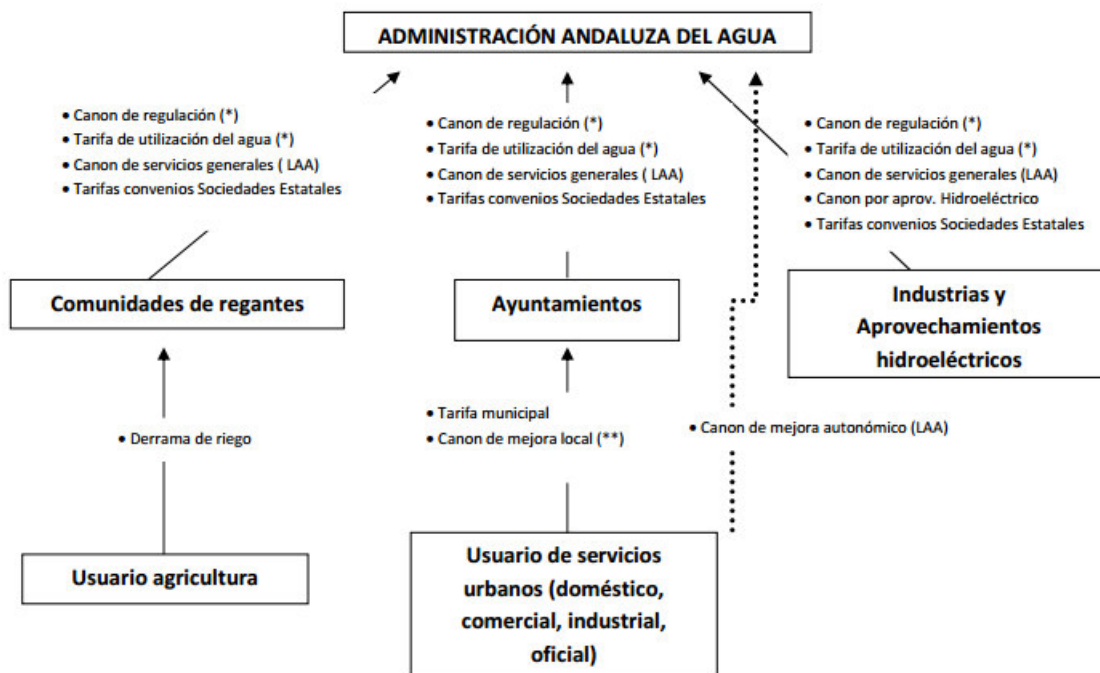 ADMINISTRACIÓN ANDALUZA DEL AGUA
• Canon de regulación (*)
• Tarifa de utilización del agua (*)
• Canon de servicios generales ( LAA)
• Tarifas convenios Sociedades Estatales
• Canon de regulación (*)
• Tarifa de utilización del agua (*)
• Canon de servicios generales ( LAA)
• Tarifas convenios Sociedades Estatales
• Canon de regulación (*)
• Tarifa de utilización del agua (*)
• Canon de servicios generales (LAA)
• Canon por aprov. Hidroeléctrico
• Tarifas convenios Sociedades Estatales
Comunidades de regantes
Ayuntamientos
Industrias y
Aprovechamientos
hidroeléctricos
• Derrama de riego
• Tarifa municipal
• Canon de mejora local (**)
• Canon de mejora autonómico (LAA)
Usuario agricultura
Usuario de servicios
urbanos (doméstico,
comercial, industrial,
oficial)